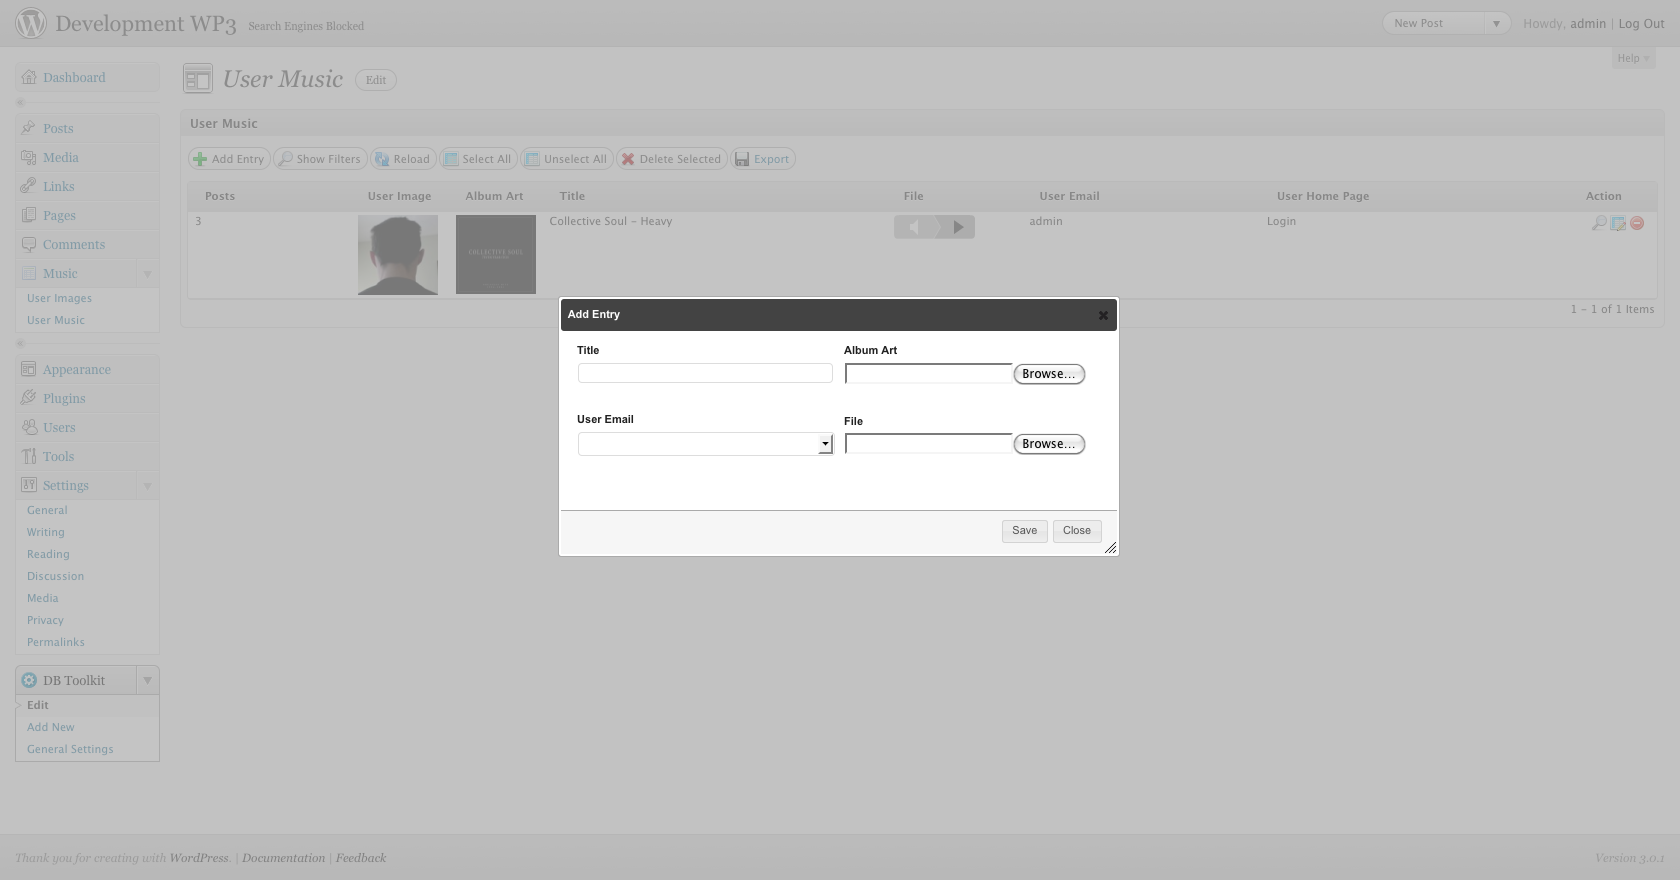 Development WP3 Search Engines Blocked
New Post
Howdy, admin | Log Out
Help
Dashboard
Posts
Media
Links
Pages
Comments
Music
User Images
User Music
Appearance
Plugins
Users
Tools
Settings
General
Writing
Reading
Discussion
Media
Privacy
Permalinks
DB Toolkit
Edit
Add New
General Settings
User Music Edit
User Music
Add Entry Show Filters Reload Select All Unselect All Delete Selected Export
Posts User Image Album Art Title File User Email User Home Page Action
3 Collective Soul – Heavy admin Login
COLLECTIVE SOUL
1 – 1 of 1 Items
Add Entry
Title Album Art
Browse...
User Email File
Browse...
Save Close
Thank you for creating with WordPress. | Documentation | Feedback
Version 3.0.1